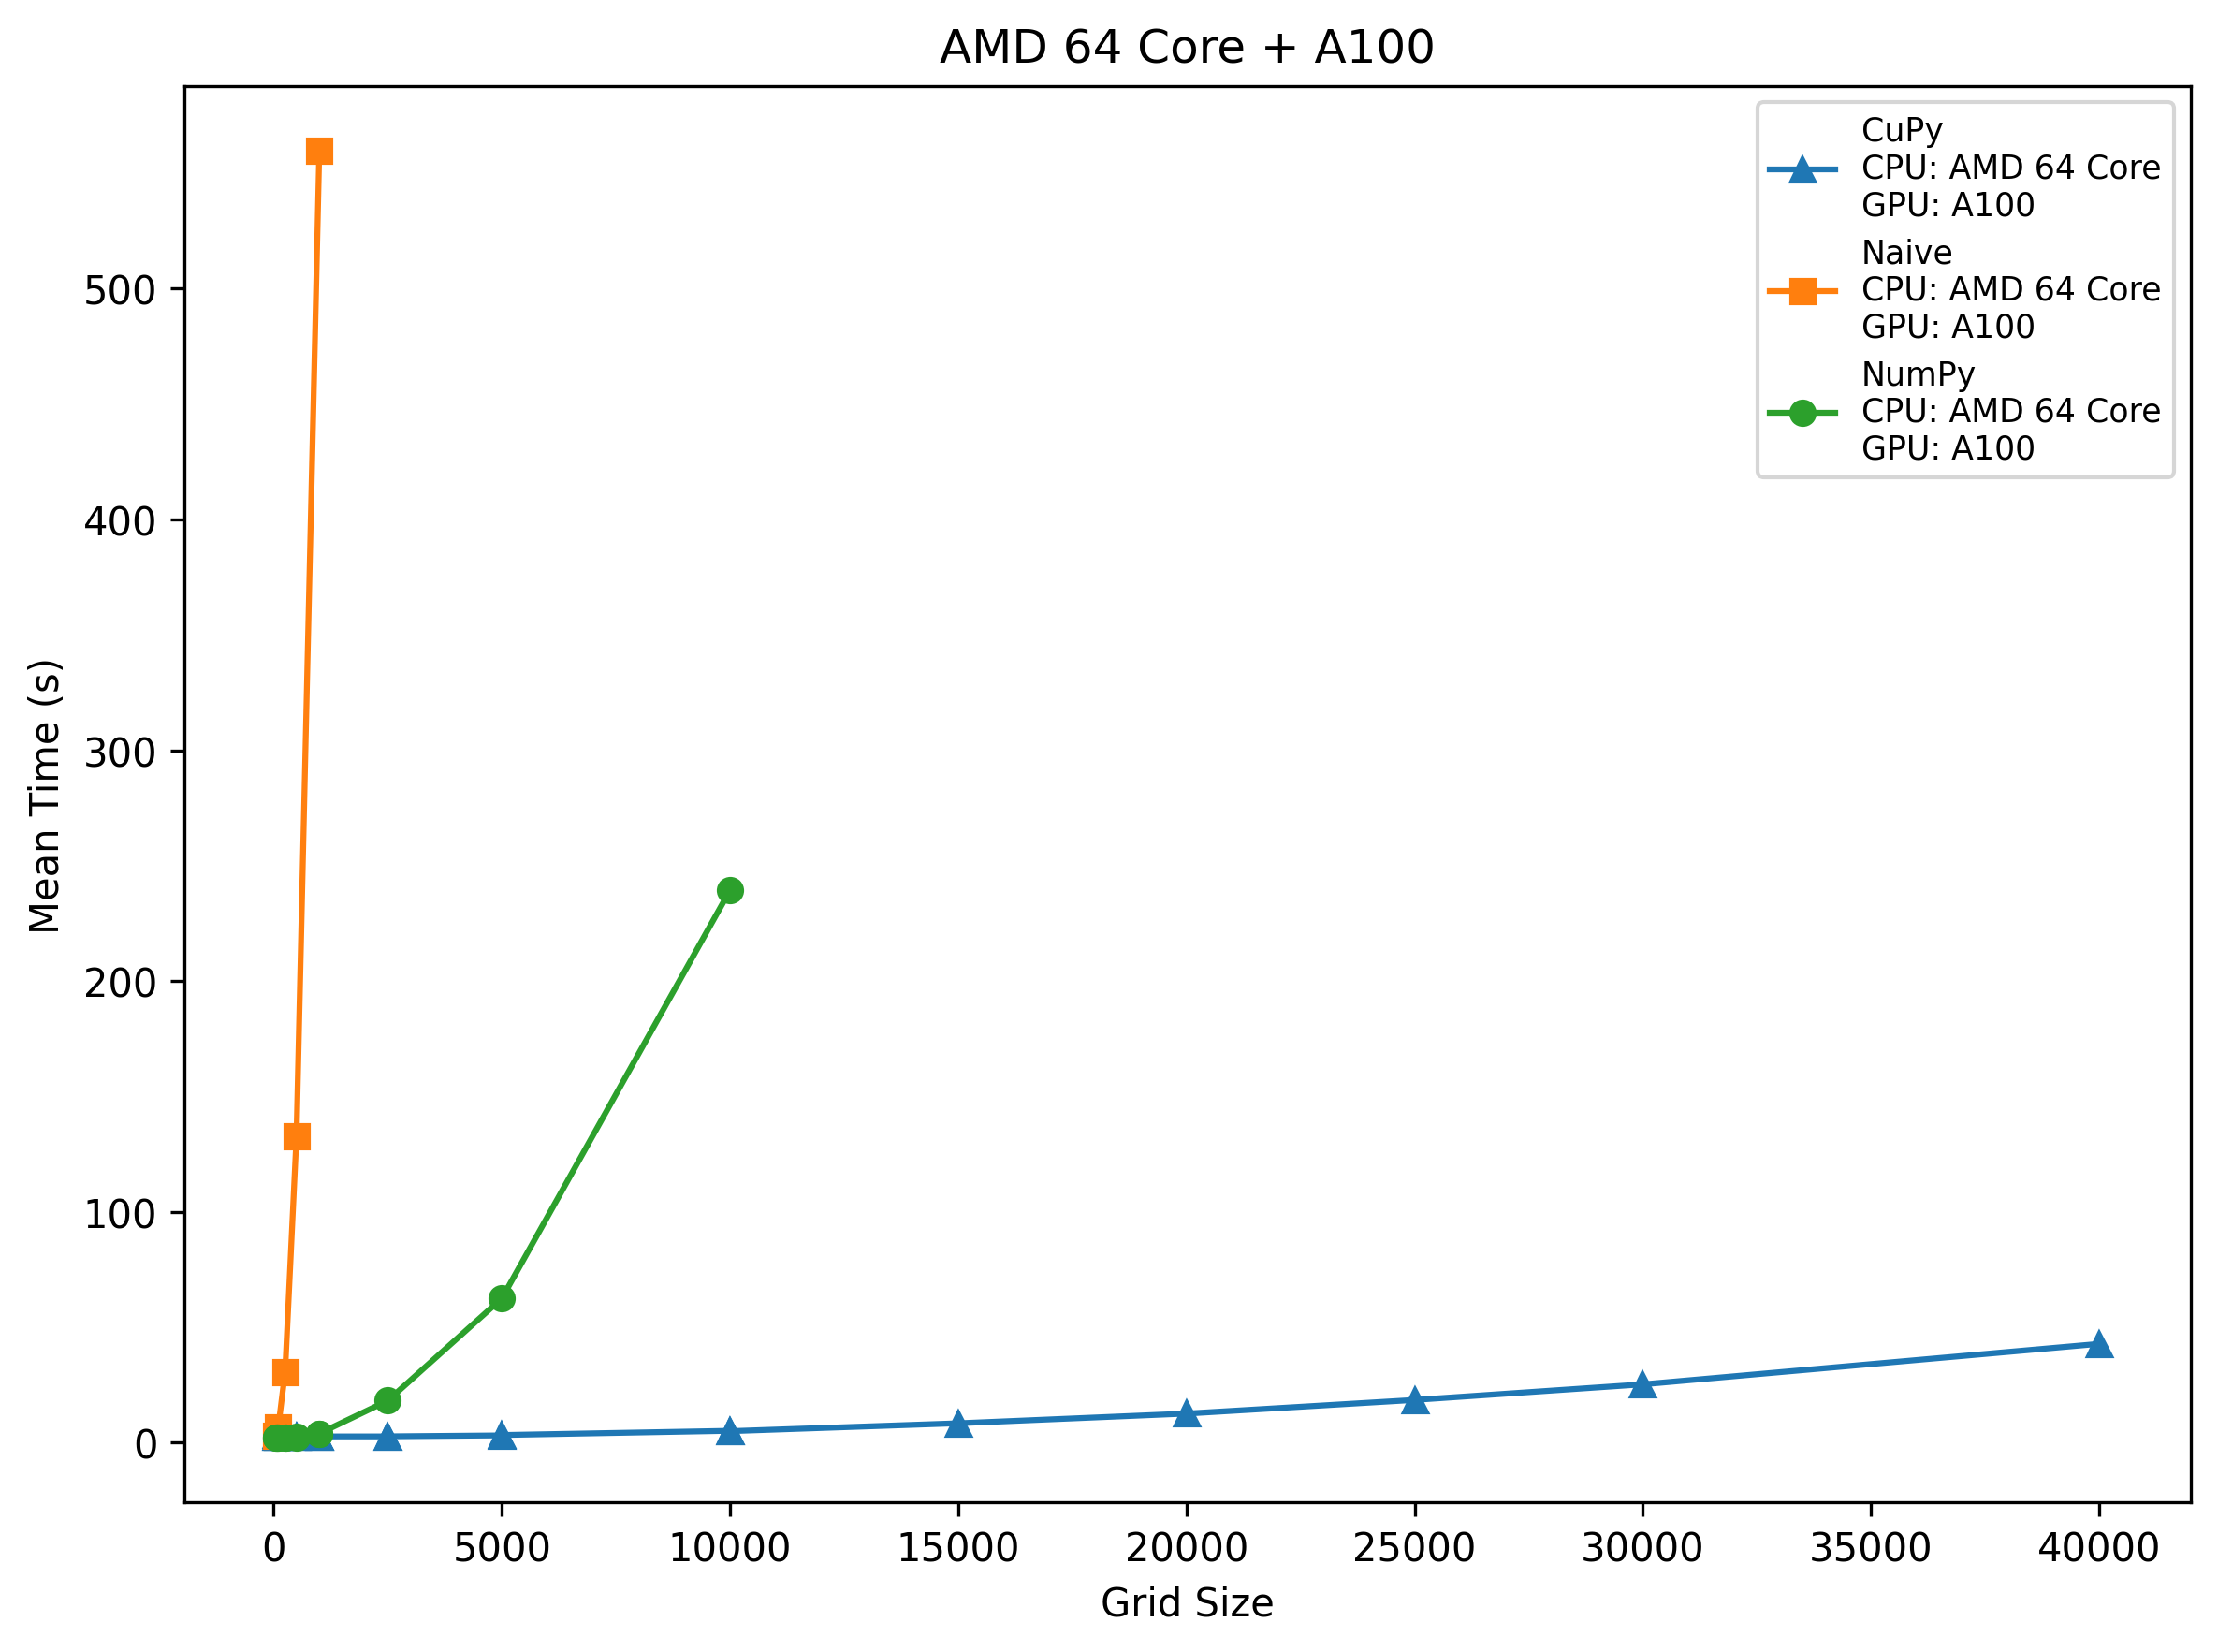 AMD 64 Core + A100
CuPy
CPU: AMD 64 Core
GPU: A100
Naive
CPU: AMD 64 Core
GPU: A100
NumPy
CPU: AMD 64 Core
GPU: A100
Mean Time (s)
500
400
300
200
100
0
0 5000 10000 15000 20000 25000 30000 35000 40000
Grid Size